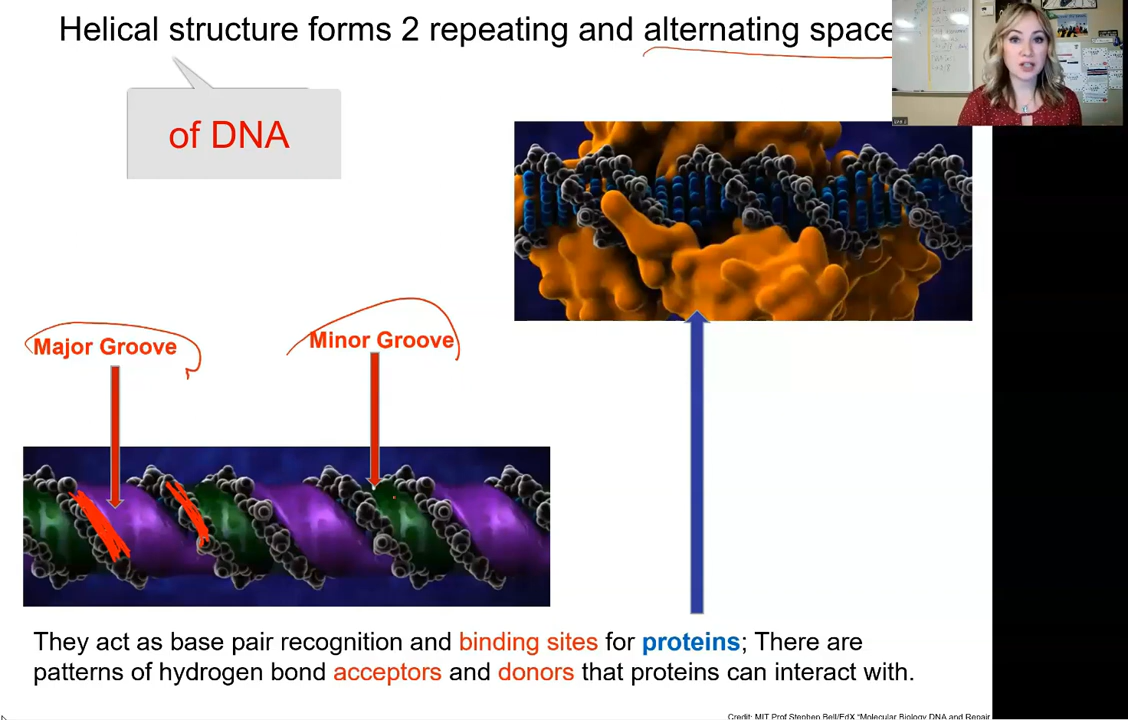 Helical structure forms 2 repeating and alternating space
of DNA
Minor Groove
Major Groove
They act as base pair recognition and binding sites for proteins; There are
patterns of hydrogen bond acceptors and donors that proteins can interact with.
Credit: MIT Prof Stephen Bell/EdX "Molecular Biology DNA and Repair